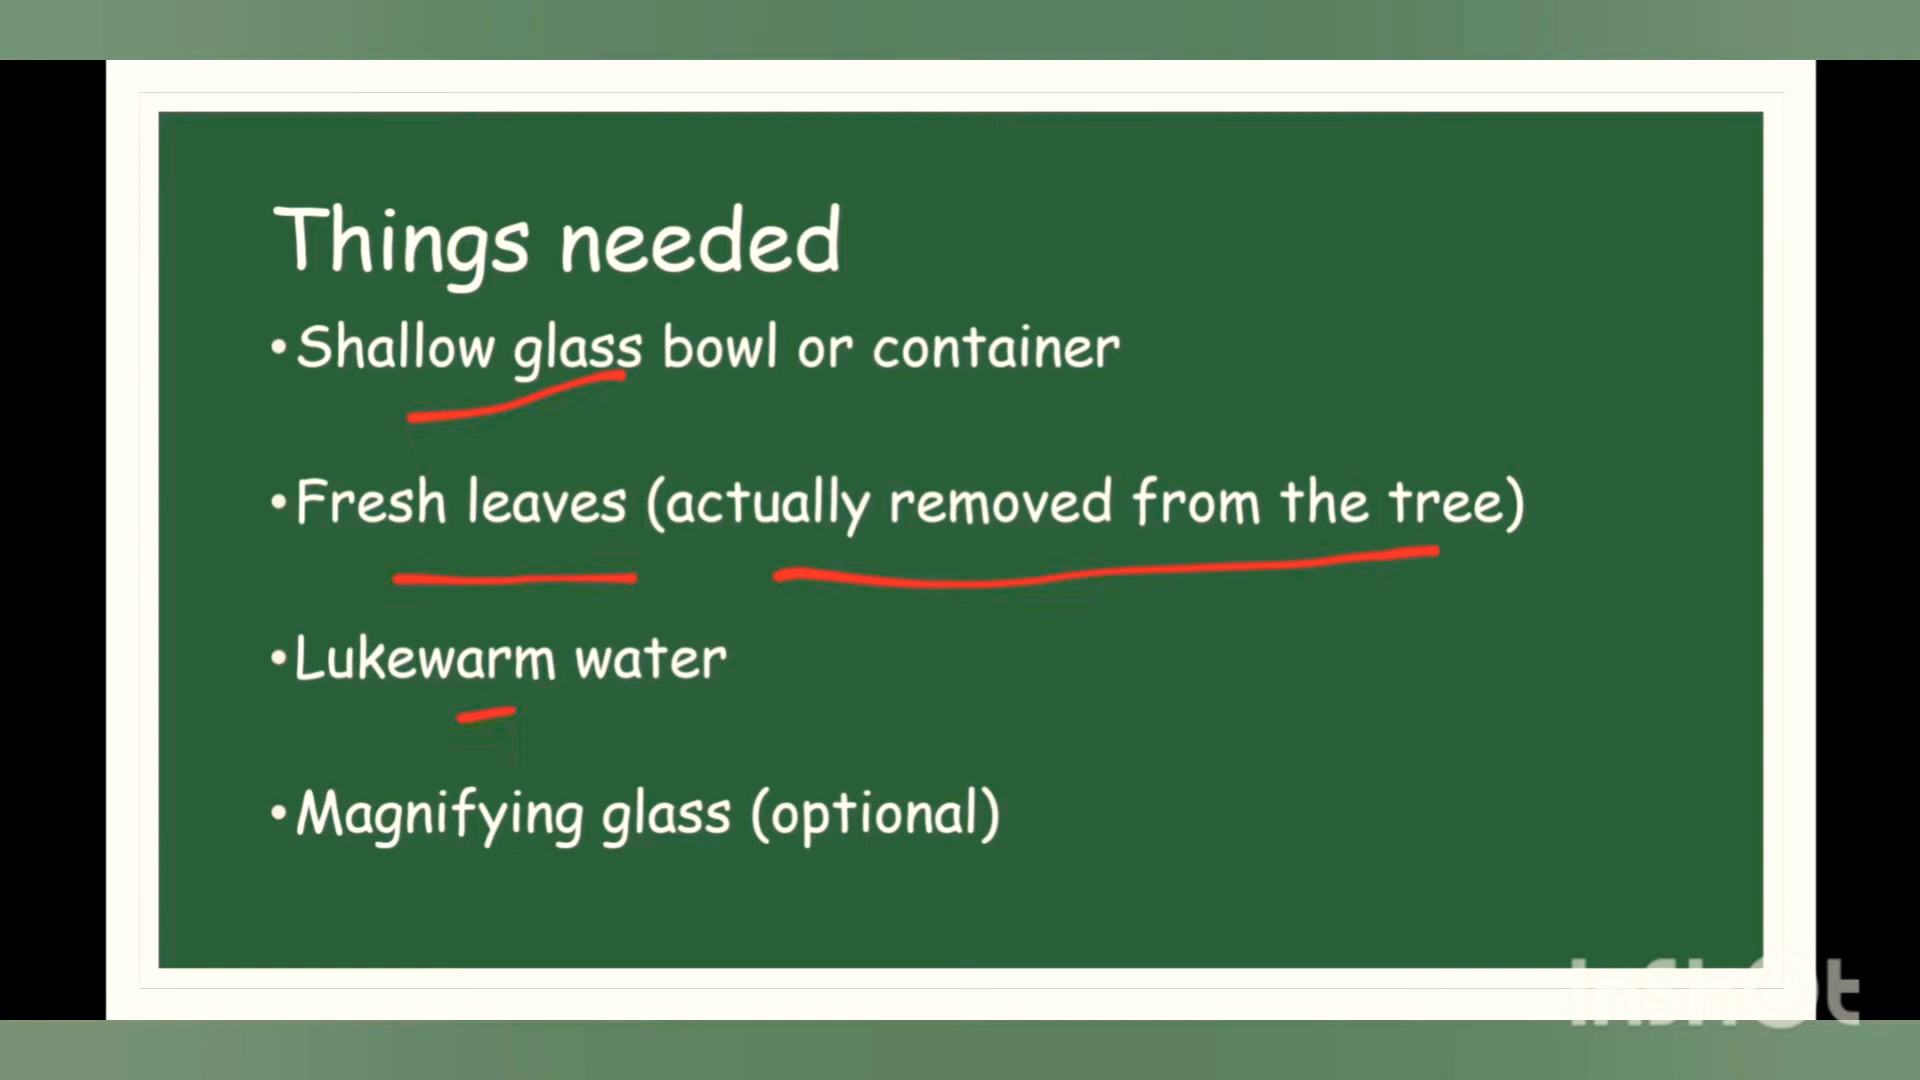 Things needed
•Shallow glass bowl or container
•Fresh leaves (actually removed from the tree)
•Lukewarm water
•Magnifying glass (optional)
InShOt